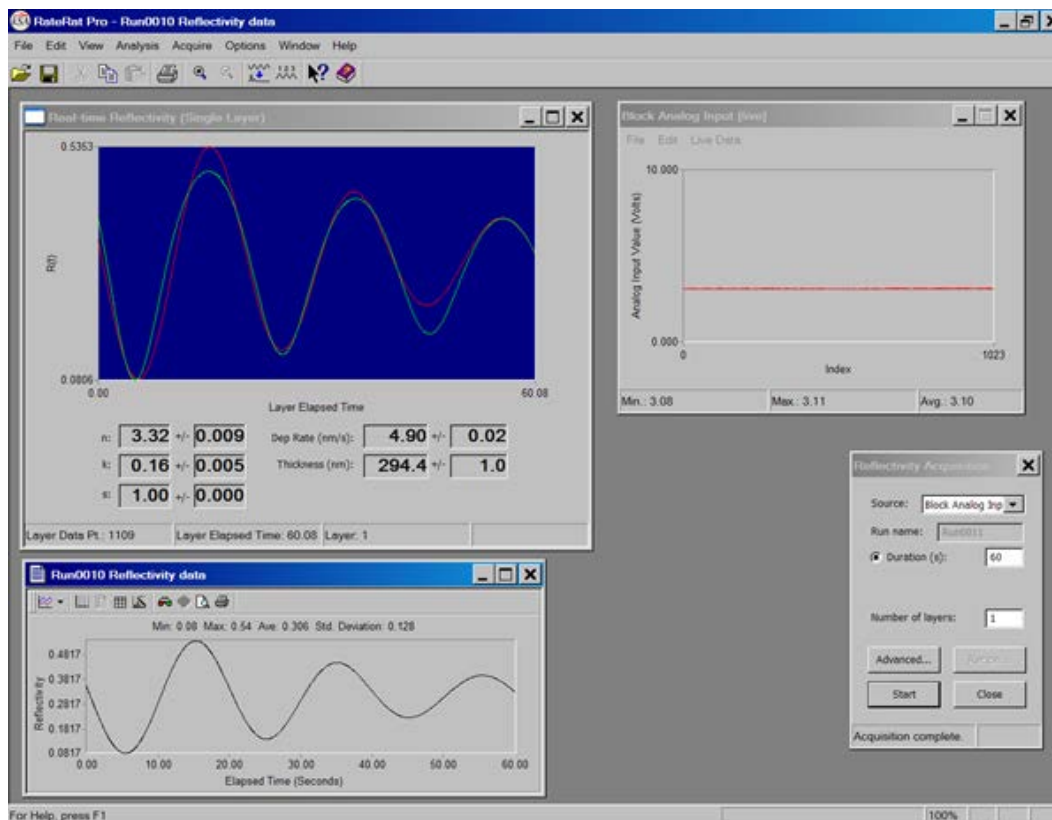 RateRat Pro - Run0010 Reflectivity data
File Edit View Analysis Acquire Options Window Help
Real-time Reflectivity (Single Layer)
0.5353
R(t)
0.0806
0.00
60.08
Layer Elapsed Time
n: 3.32 +/- 0.009 Dep Rate (nm/s): 4.90 +/- 0.02
k: 0.16 +/- 0.005 Thickness (nm): 294.4 +/- 1.0
s: 1.00 +/- 0.000
Layer Data Pt.: 1109 Layer Elapsed Time: 60.08 Layer: 1
Block Analog Input (live)
File Edit Live Data
10.000
Analog Input Value (Volts)
0.000
0 1023
Index
Min.: 3.08 Max.: 3.11 Avg.: 3.10
Reflectivity Acquisition
Source: Block Analog Inp
Run name: Run0011
Duration (s): 60
Number of layers: 1
Advanced...
Start Close
Acquisition complete.
Run0010 Reflectivity data
Min: 0.08 Max: 0.54 Ave: 0.306 Std. Deviation: 0.128
0.4817
0.3817
0.2817
0.1817
0.0817
Reflectivity
0.00 10.00 20.00 30.00 40.00 50.00 60.00
Elapsed Time (Seconds)
For Help, press F1 100%